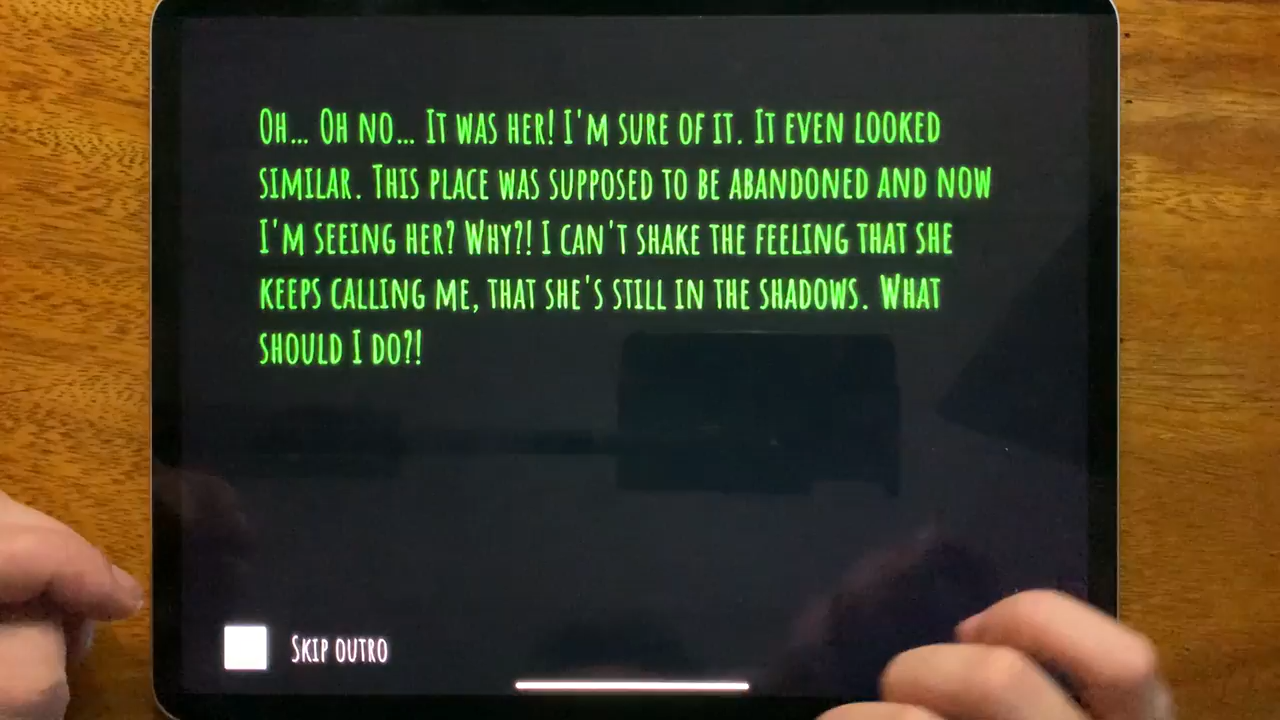 Oh... Oh no... It was her! I'm sure of it. It even looked
similar. This place was supposed to be abandoned and now
I'm seeing her? Why?! I can't shake the feeling that she
keeps calling me, that she's still in the shadows. What
should I do?!
Skip outro